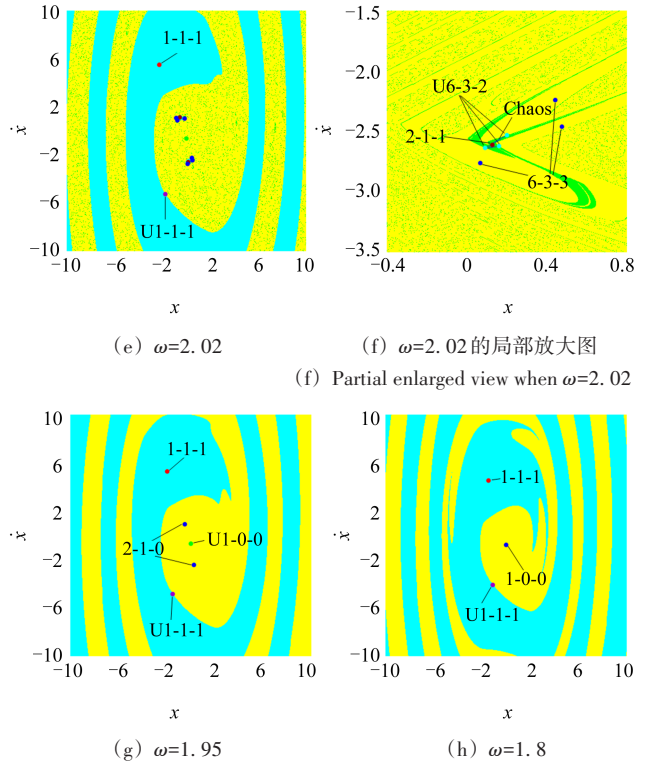 10
6
2
−2
−6
−10
ẋ
1-1-1
U1-1-1
−10 −6 −2 2 6 10
x
−1.5
−2.0
−2.5
−3.0
−3.5
ẋ
U6-3-2
Chaos
2-1-1
6-3-3
−0.4 0 0.4 0.8
x
(e) ω=2.02
(f) ω=2.02的局部放大图
(f) Partial enlarged view when ω=2.02
10
6
2
−2
−6
−10
ẋ
1-1-1
U1-0-0
2-1-0
U1-1-1
−10 −6 −2 2 6 10
x
10
6
2
−2
−6
−10
ẋ
1-1-1
1-0-0
U1-1-1
−10 −6 −2 2 6 10
x
(g) ω=1.95
(h) ω=1.8